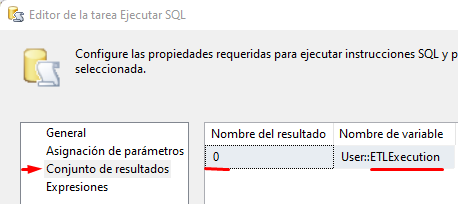 Editor de la tarea Ejecutar SQL
Configure las propiedades requeridas para ejecutar instrucciones SQL y p
seleccionada.
General
Asignación de parámetros
Conjunto de resultados
Expresiones
Nombre del resultado Nombre de variable
0 User::ETLExecution